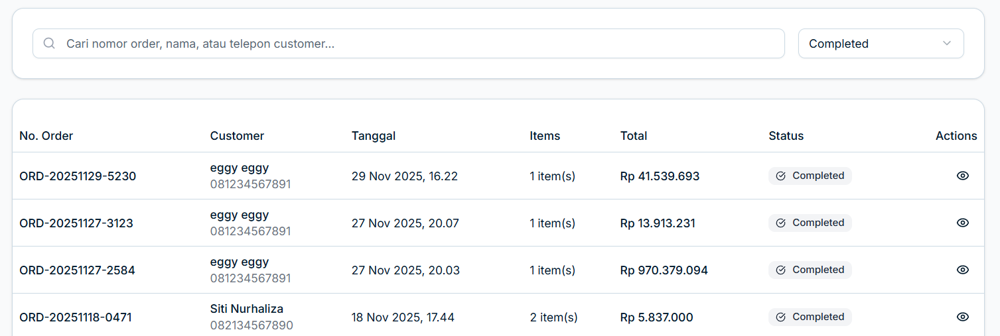 Cari nomor order, nama, atau telepon customer...
Completed
No. Order Customer Tanggal Items Total Status Actions
ORD-20251129-5230 eggy eggy 29 Nov 2025, 16.22 1 item(s) Rp 41.539.693 Completed
081234567891
ORD-20251127-3123 eggy eggy 27 Nov 2025, 20.07 1 item(s) Rp 13.913.231 Completed
081234567891
ORD-20251127-2584 eggy eggy 27 Nov 2025, 20.03 1 item(s) Rp 970.379.094 Completed
081234567891
ORD-20251118-0471 Siti Nurhaliza 18 Nov 2025, 17.44 2 item(s) Rp 5.837.000 Completed
082134567890